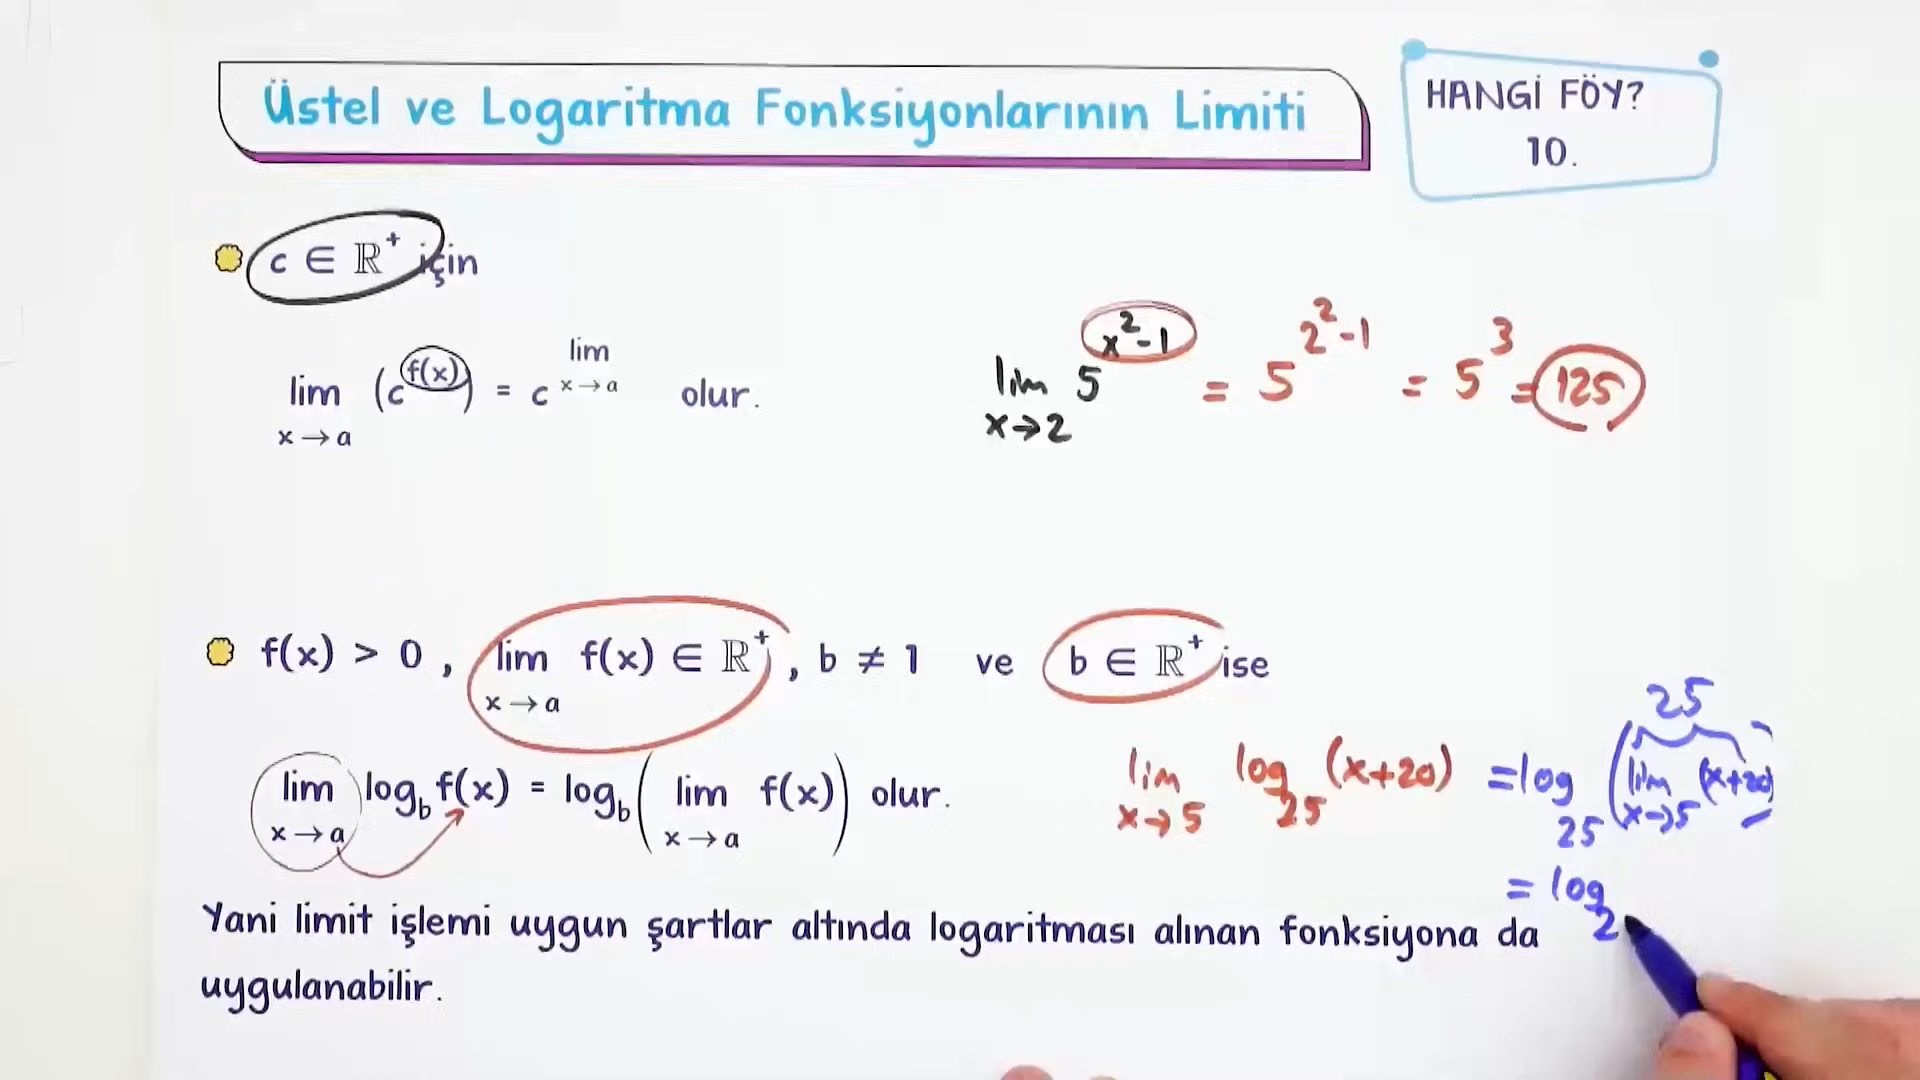 Üstel ve Logaritma Fonksiyonlarının Limiti
HANGİ FÖY?
10.
c ∈ ℝ⁺ için
lim x→a (c^f(x)) = c^lim x→a olur.
lim x→2 5^(x²-1) = 5^(2²-1) = 5³ = 125
f(x) > 0 , lim x→a f(x) ∈ ℝ⁺ , b ≠ 1 ve b ∈ ℝ⁺ ise
lim x→a log_b f(x) = log_b ( lim x→a f(x) ) olur.
25
lim x→5 log_25 (x+20) = log_25 ( lim x→5 (x+20) )
= log_2
Yani limit işlemi uygun şartlar altında logaritması alınan fonksiyona da
uygulanabilir.